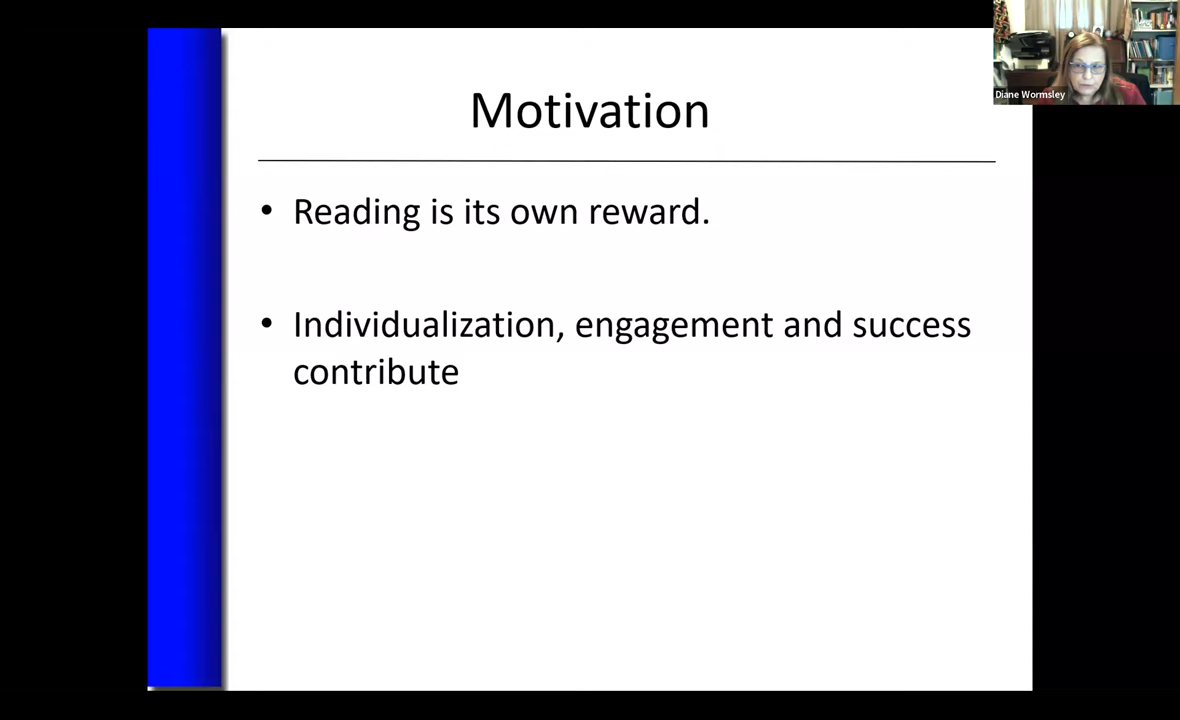 Motivation
• Reading is its own reward.
• Individualization, engagement and success
contribute
Diane Wormsley